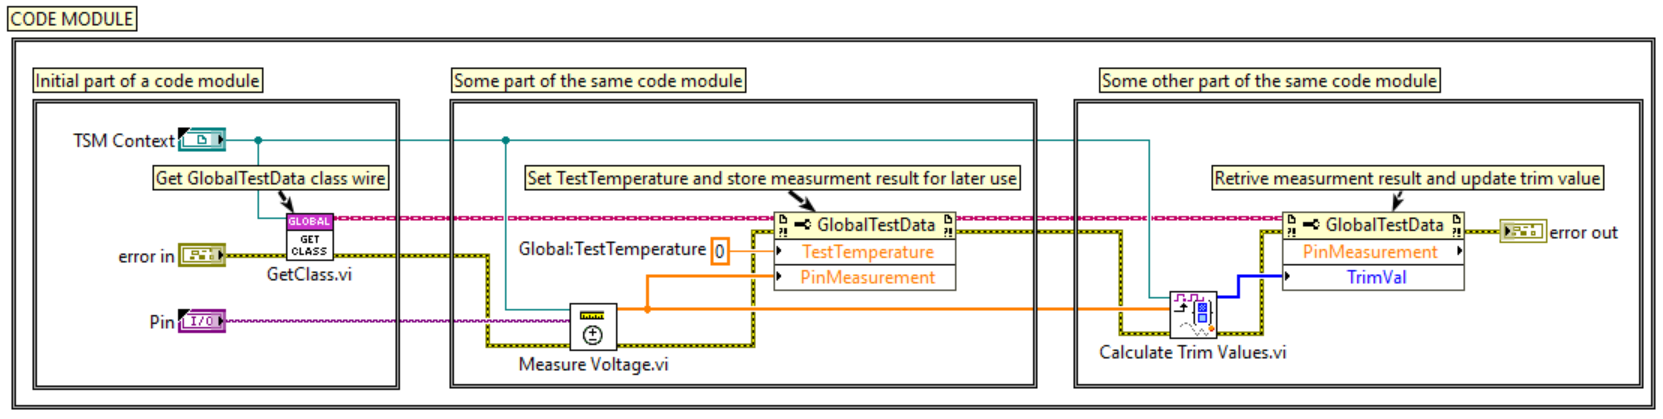 CODE MODULE
Initial part of a code module
TSM Context
Get GlobalTestData class wire
GLOBAL
GET
CLASS
GetClass.vi
error in
Pin
I/O
Some part of the same code module
Set TestTemperature and store measurment result for later use
Global:TestTemperature
0
GlobalTestData
TestTemperature
PinMeasurement
Measure Voltage.vi
Some other part of the same code module
Retrive measurment result and update trim value
GlobalTestData
PinMeasurement
TrimVal
error out
Calculate Trim Values.vi